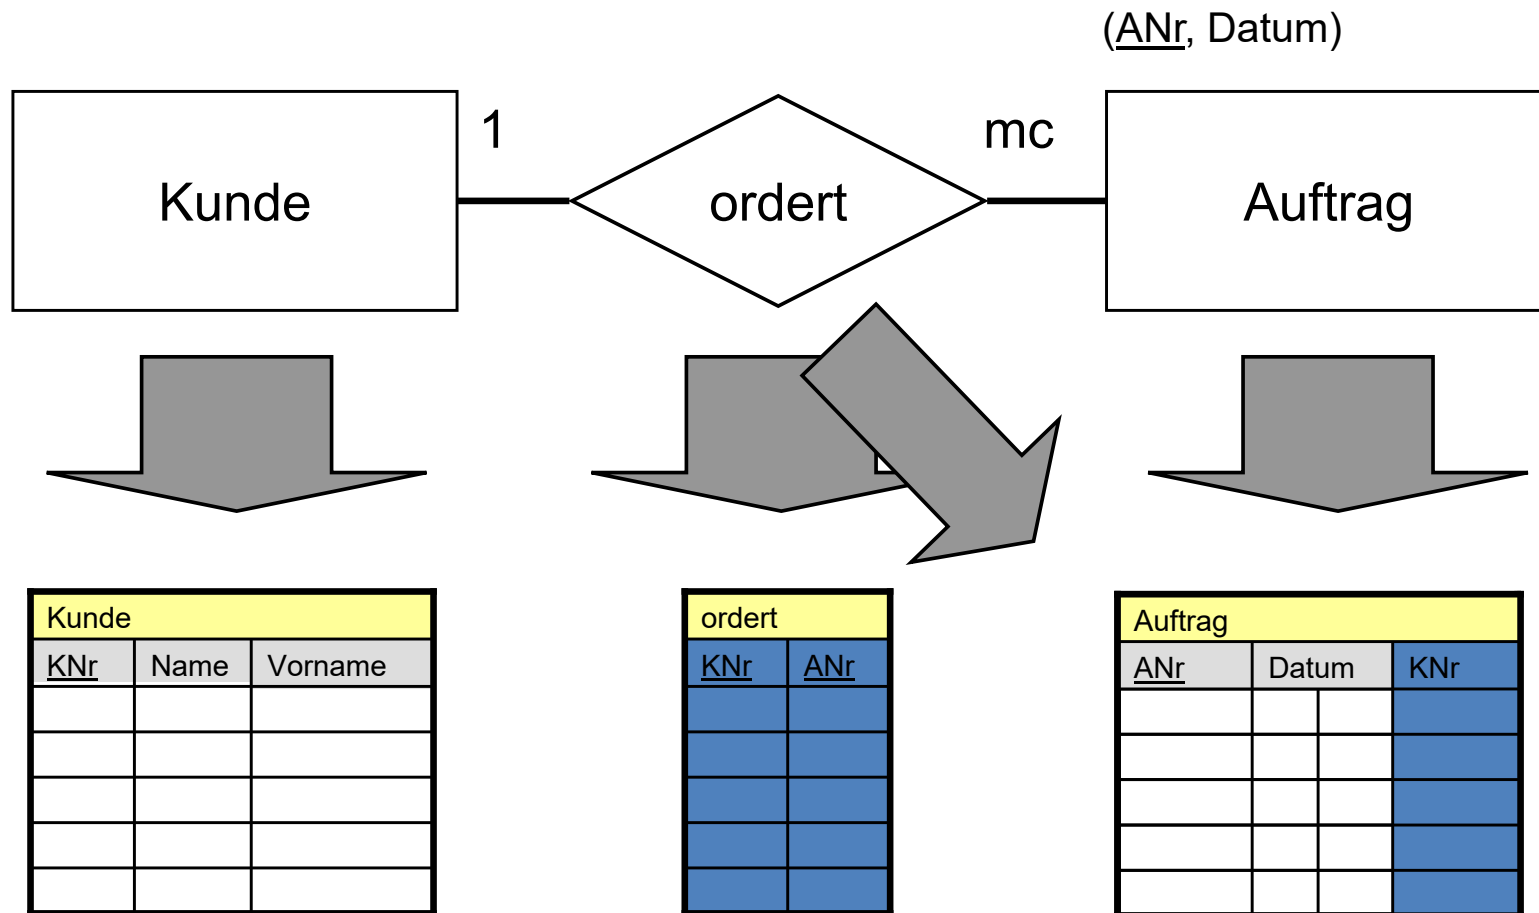 (ANr, Datum)
1
mc
Kunde
ordert
Auftrag
Kunde
KNr Name Vorname
ordert
KNr ANr
Auftrag
ANr Datum KNr